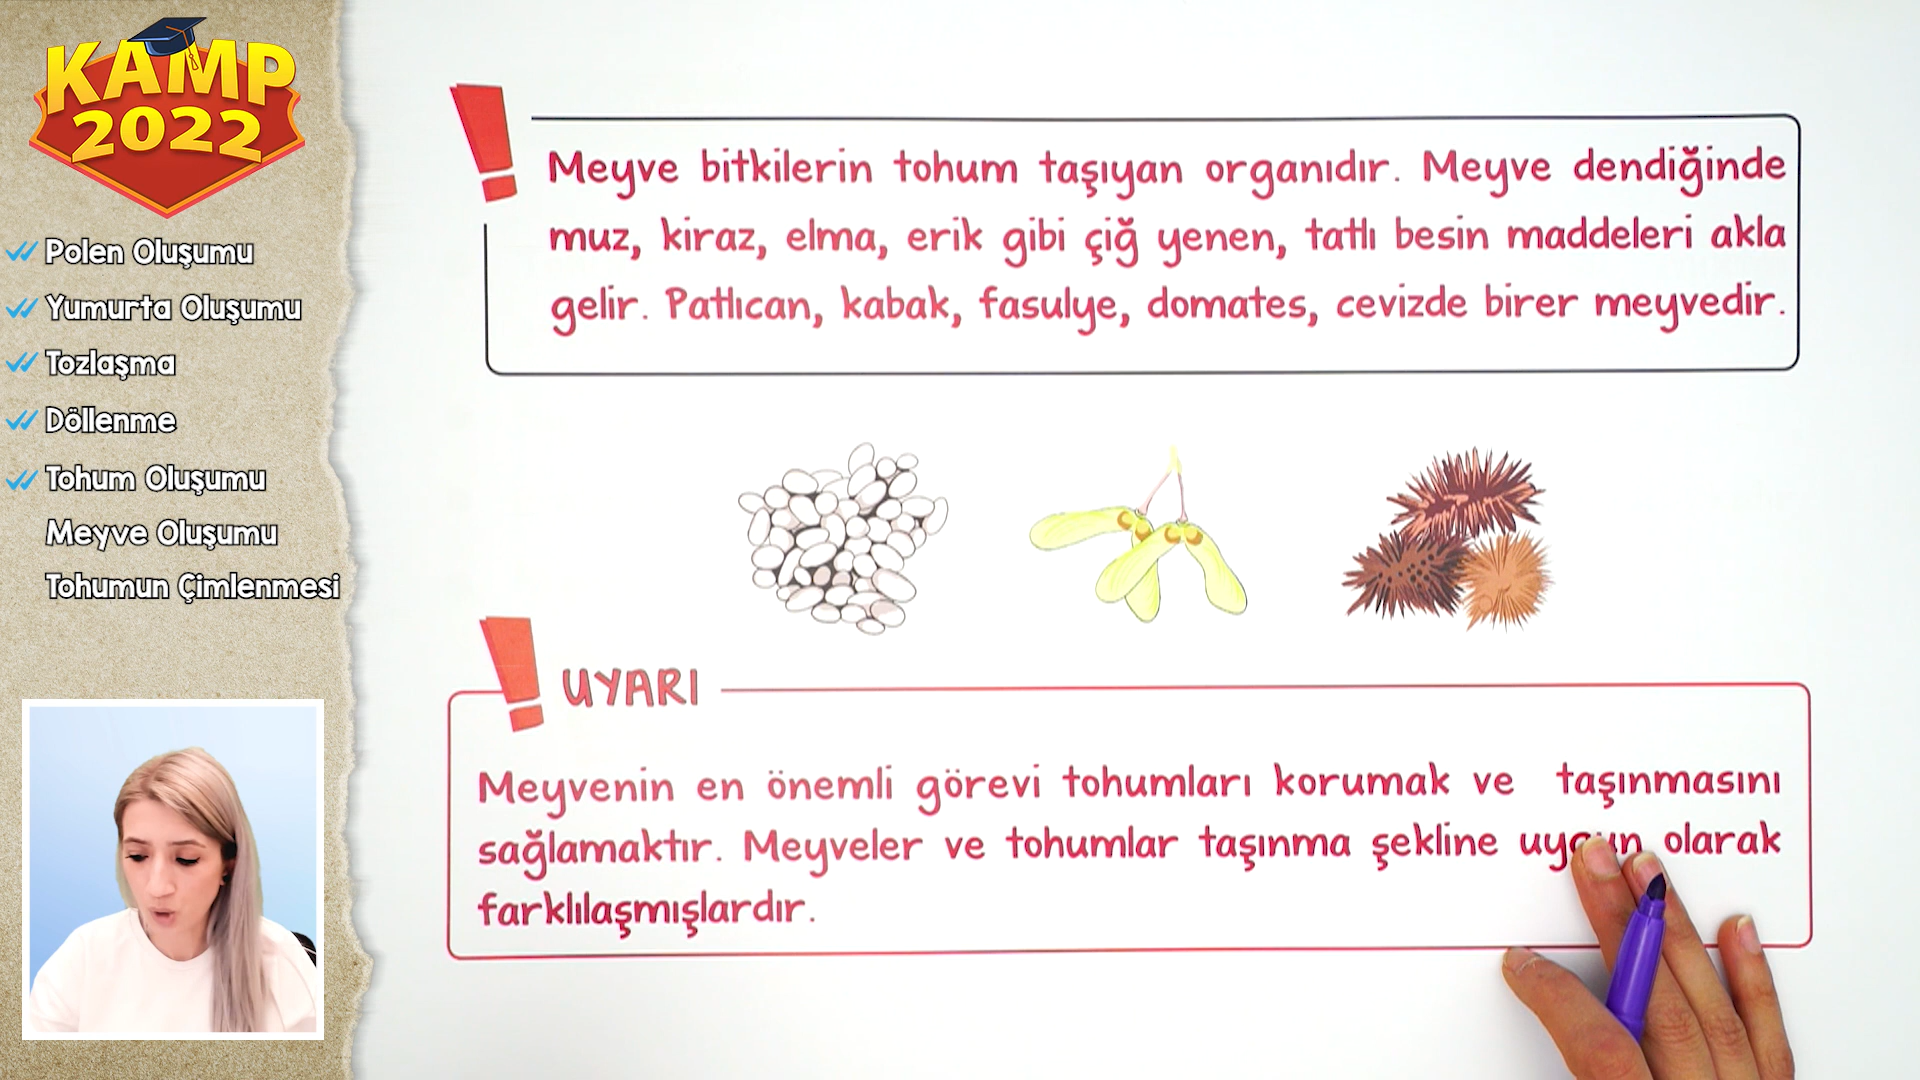 KAMP
2022
Polen Oluşumu
Yumurta Oluşumu
Tozlaşma
Döllenme
Tohum Oluşumu
Meyve Oluşumu
Tohumun Çimlenmesi
Meyve bitkilerin tohum taşıyan organıdır. Meyve dendiğinde
muz, kiraz, elma, erik gibi çiğ yenen, tatlı besin maddeleri akla
gelir. Patlıcan, kabak, fasulye, domates, cevizde birer meyvedir.
UYARI
Meyvenin en önemli görevi tohumları korumak ve taşınmasını
sağlamaktır. Meyveler ve tohumlar taşınma şekline uygun olarak
farklılaşmışlardır.